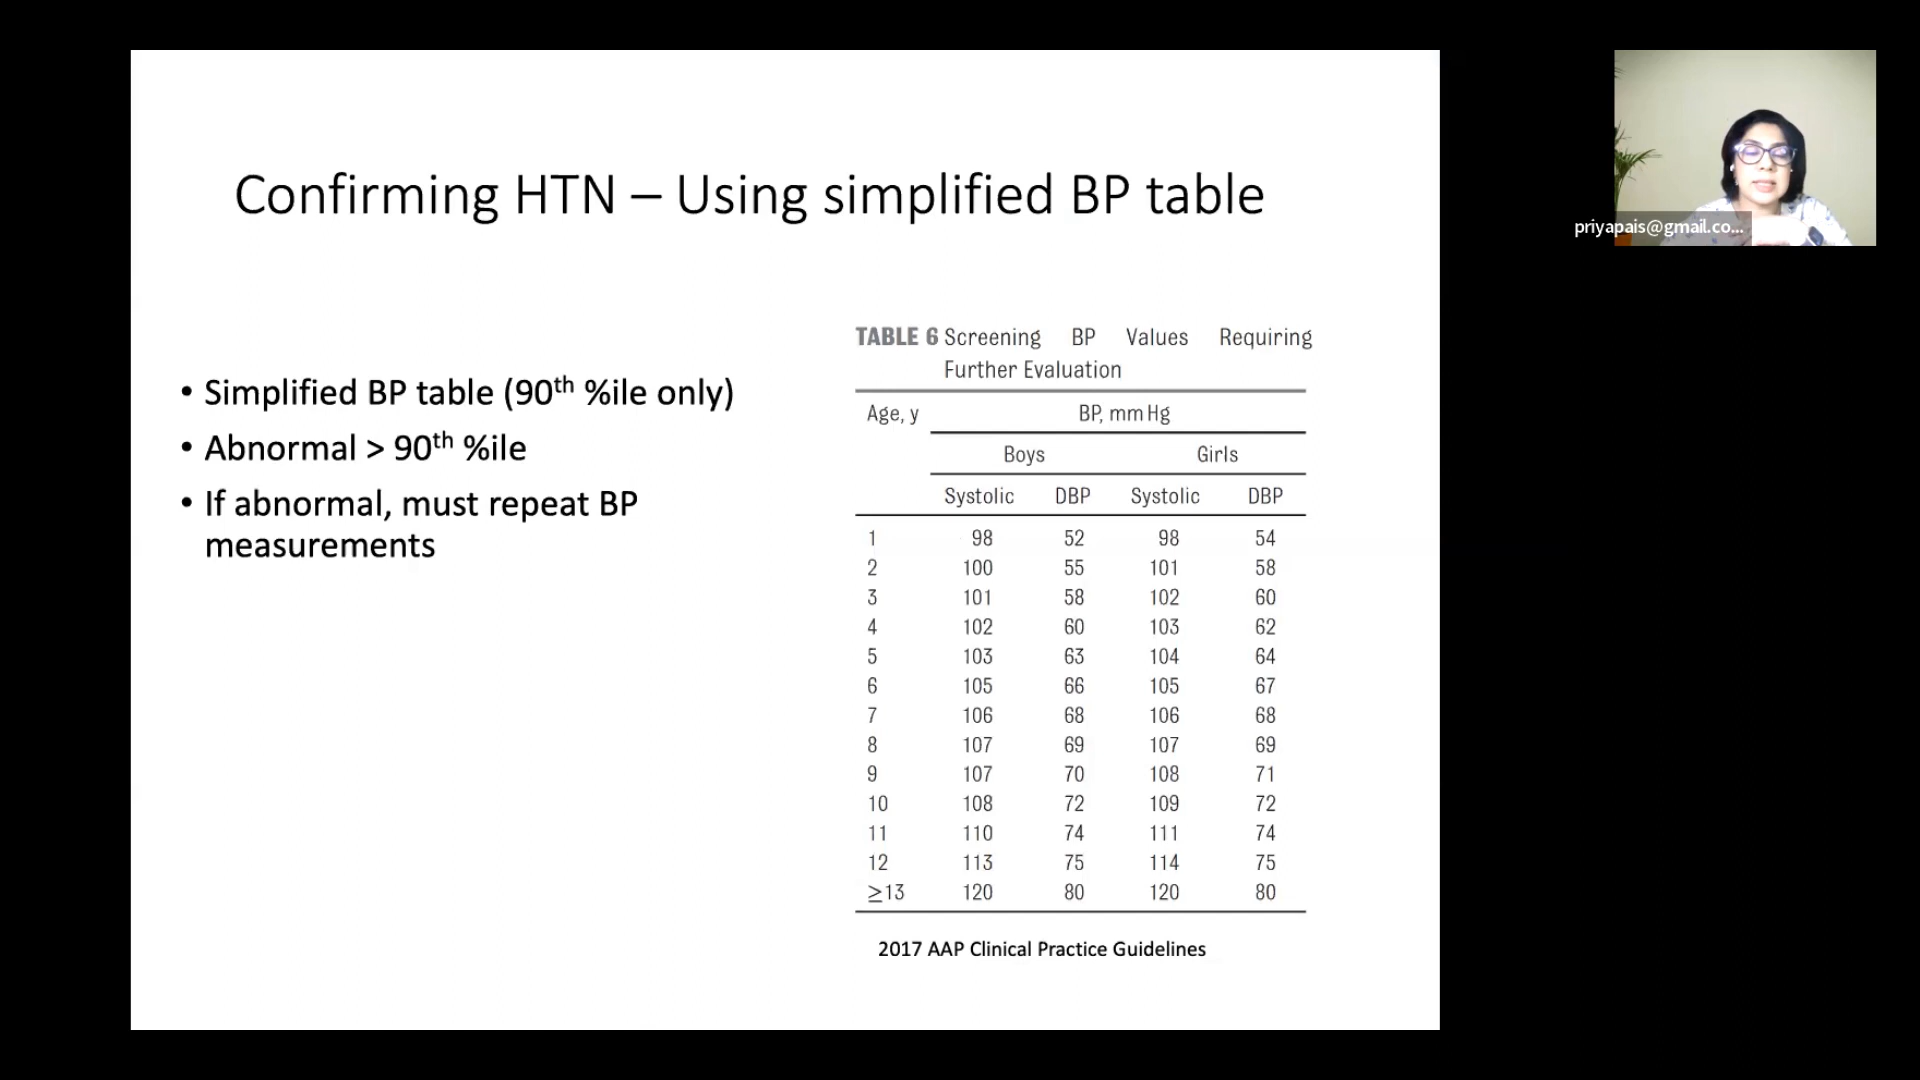 Confirming HTN – Using simplified BP table
• Simplified BP table (90th %ile only)
• Abnormal > 90th %ile
• If abnormal, must repeat BP
measurements
TABLE 6 Screening BP Values Requiring
Further Evaluation
Age, y BP, mm Hg
Boys Girls
Systolic DBP Systolic DBP
1 98 52 98 54
2 100 55 101 58
3 101 58 102 60
4 102 60 103 62
5 103 63 104 64
6 105 66 105 67
7 106 68 106 68
8 107 69 107 69
9 107 70 108 71
10 108 72 109 72
11 110 74 111 74
12 113 75 114 75
≥13 120 80 120 80
2017 AAP Clinical Practice Guidelines
priyapais@gmail.co...